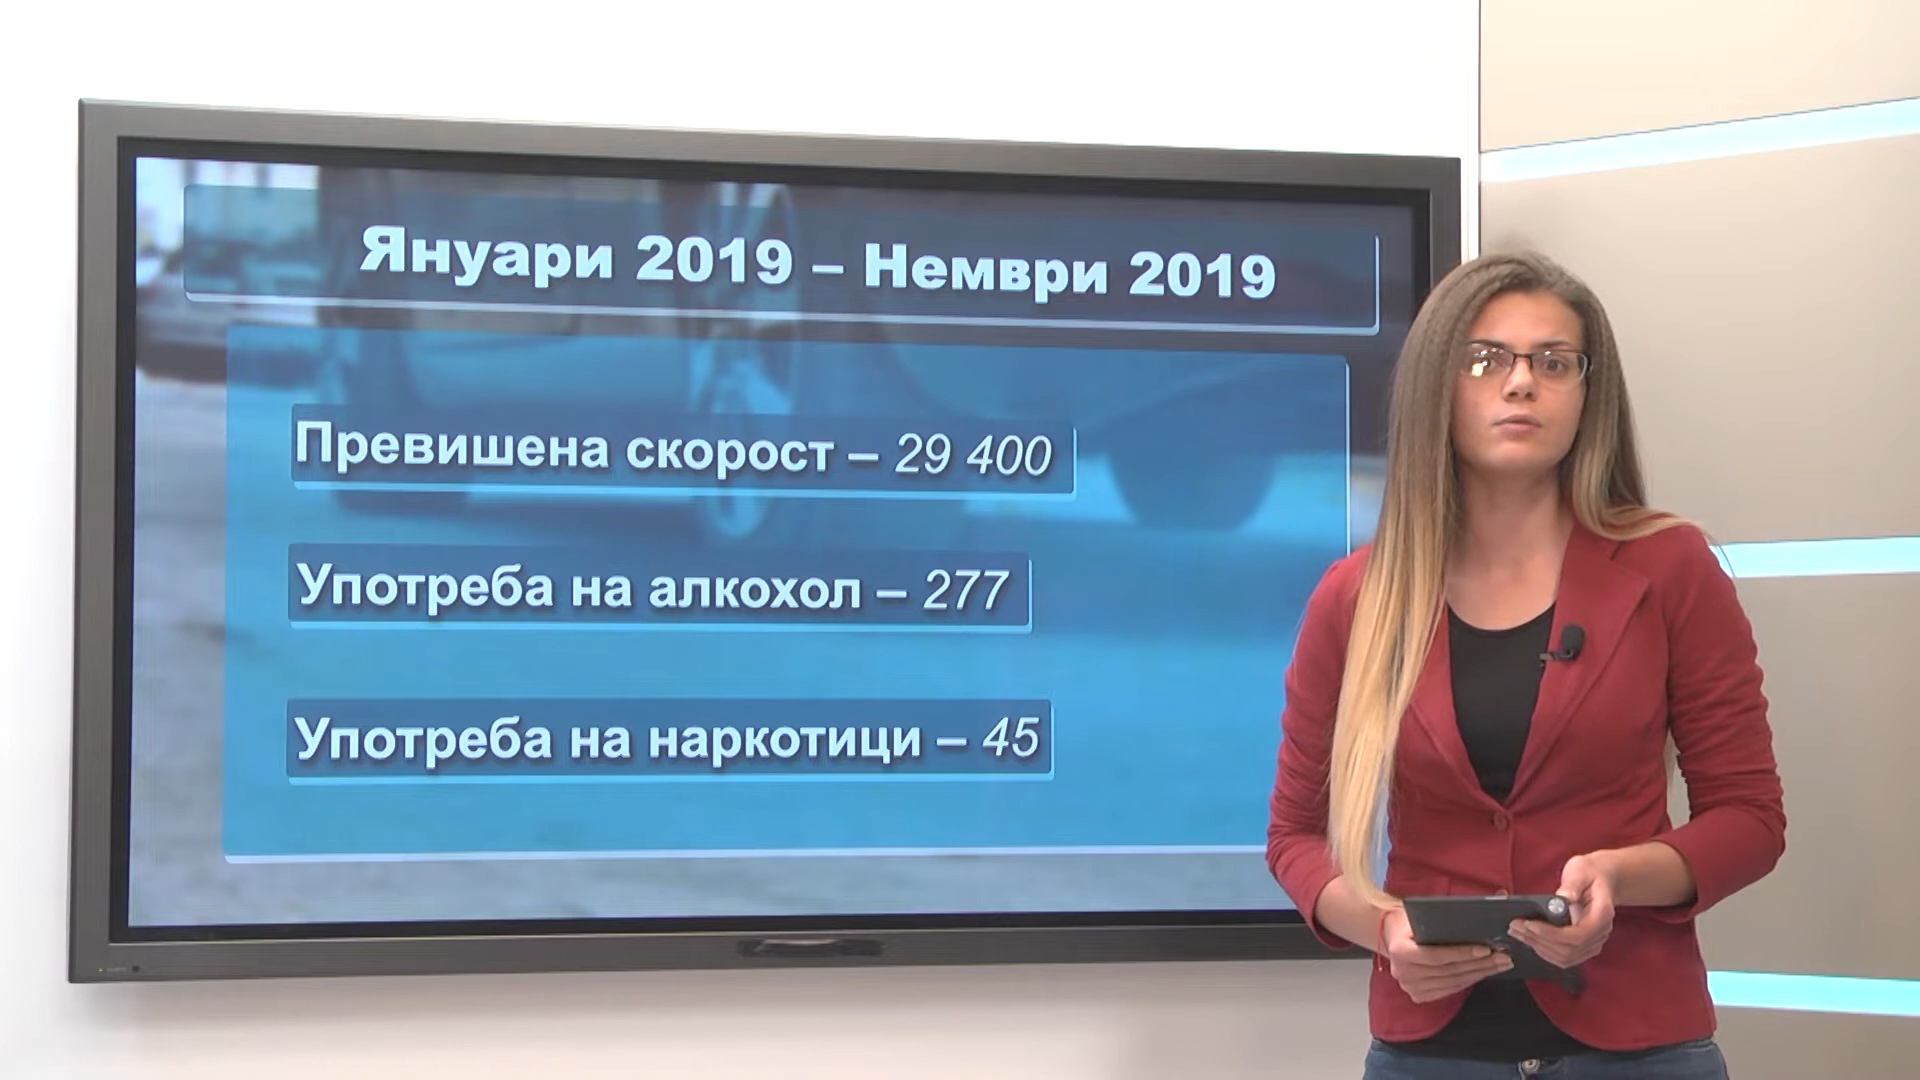 Януари 2019 – Нември 2019
Превишена скорост – 29 400
Употреба на алкохол – 277
Употреба на наркотици – 45